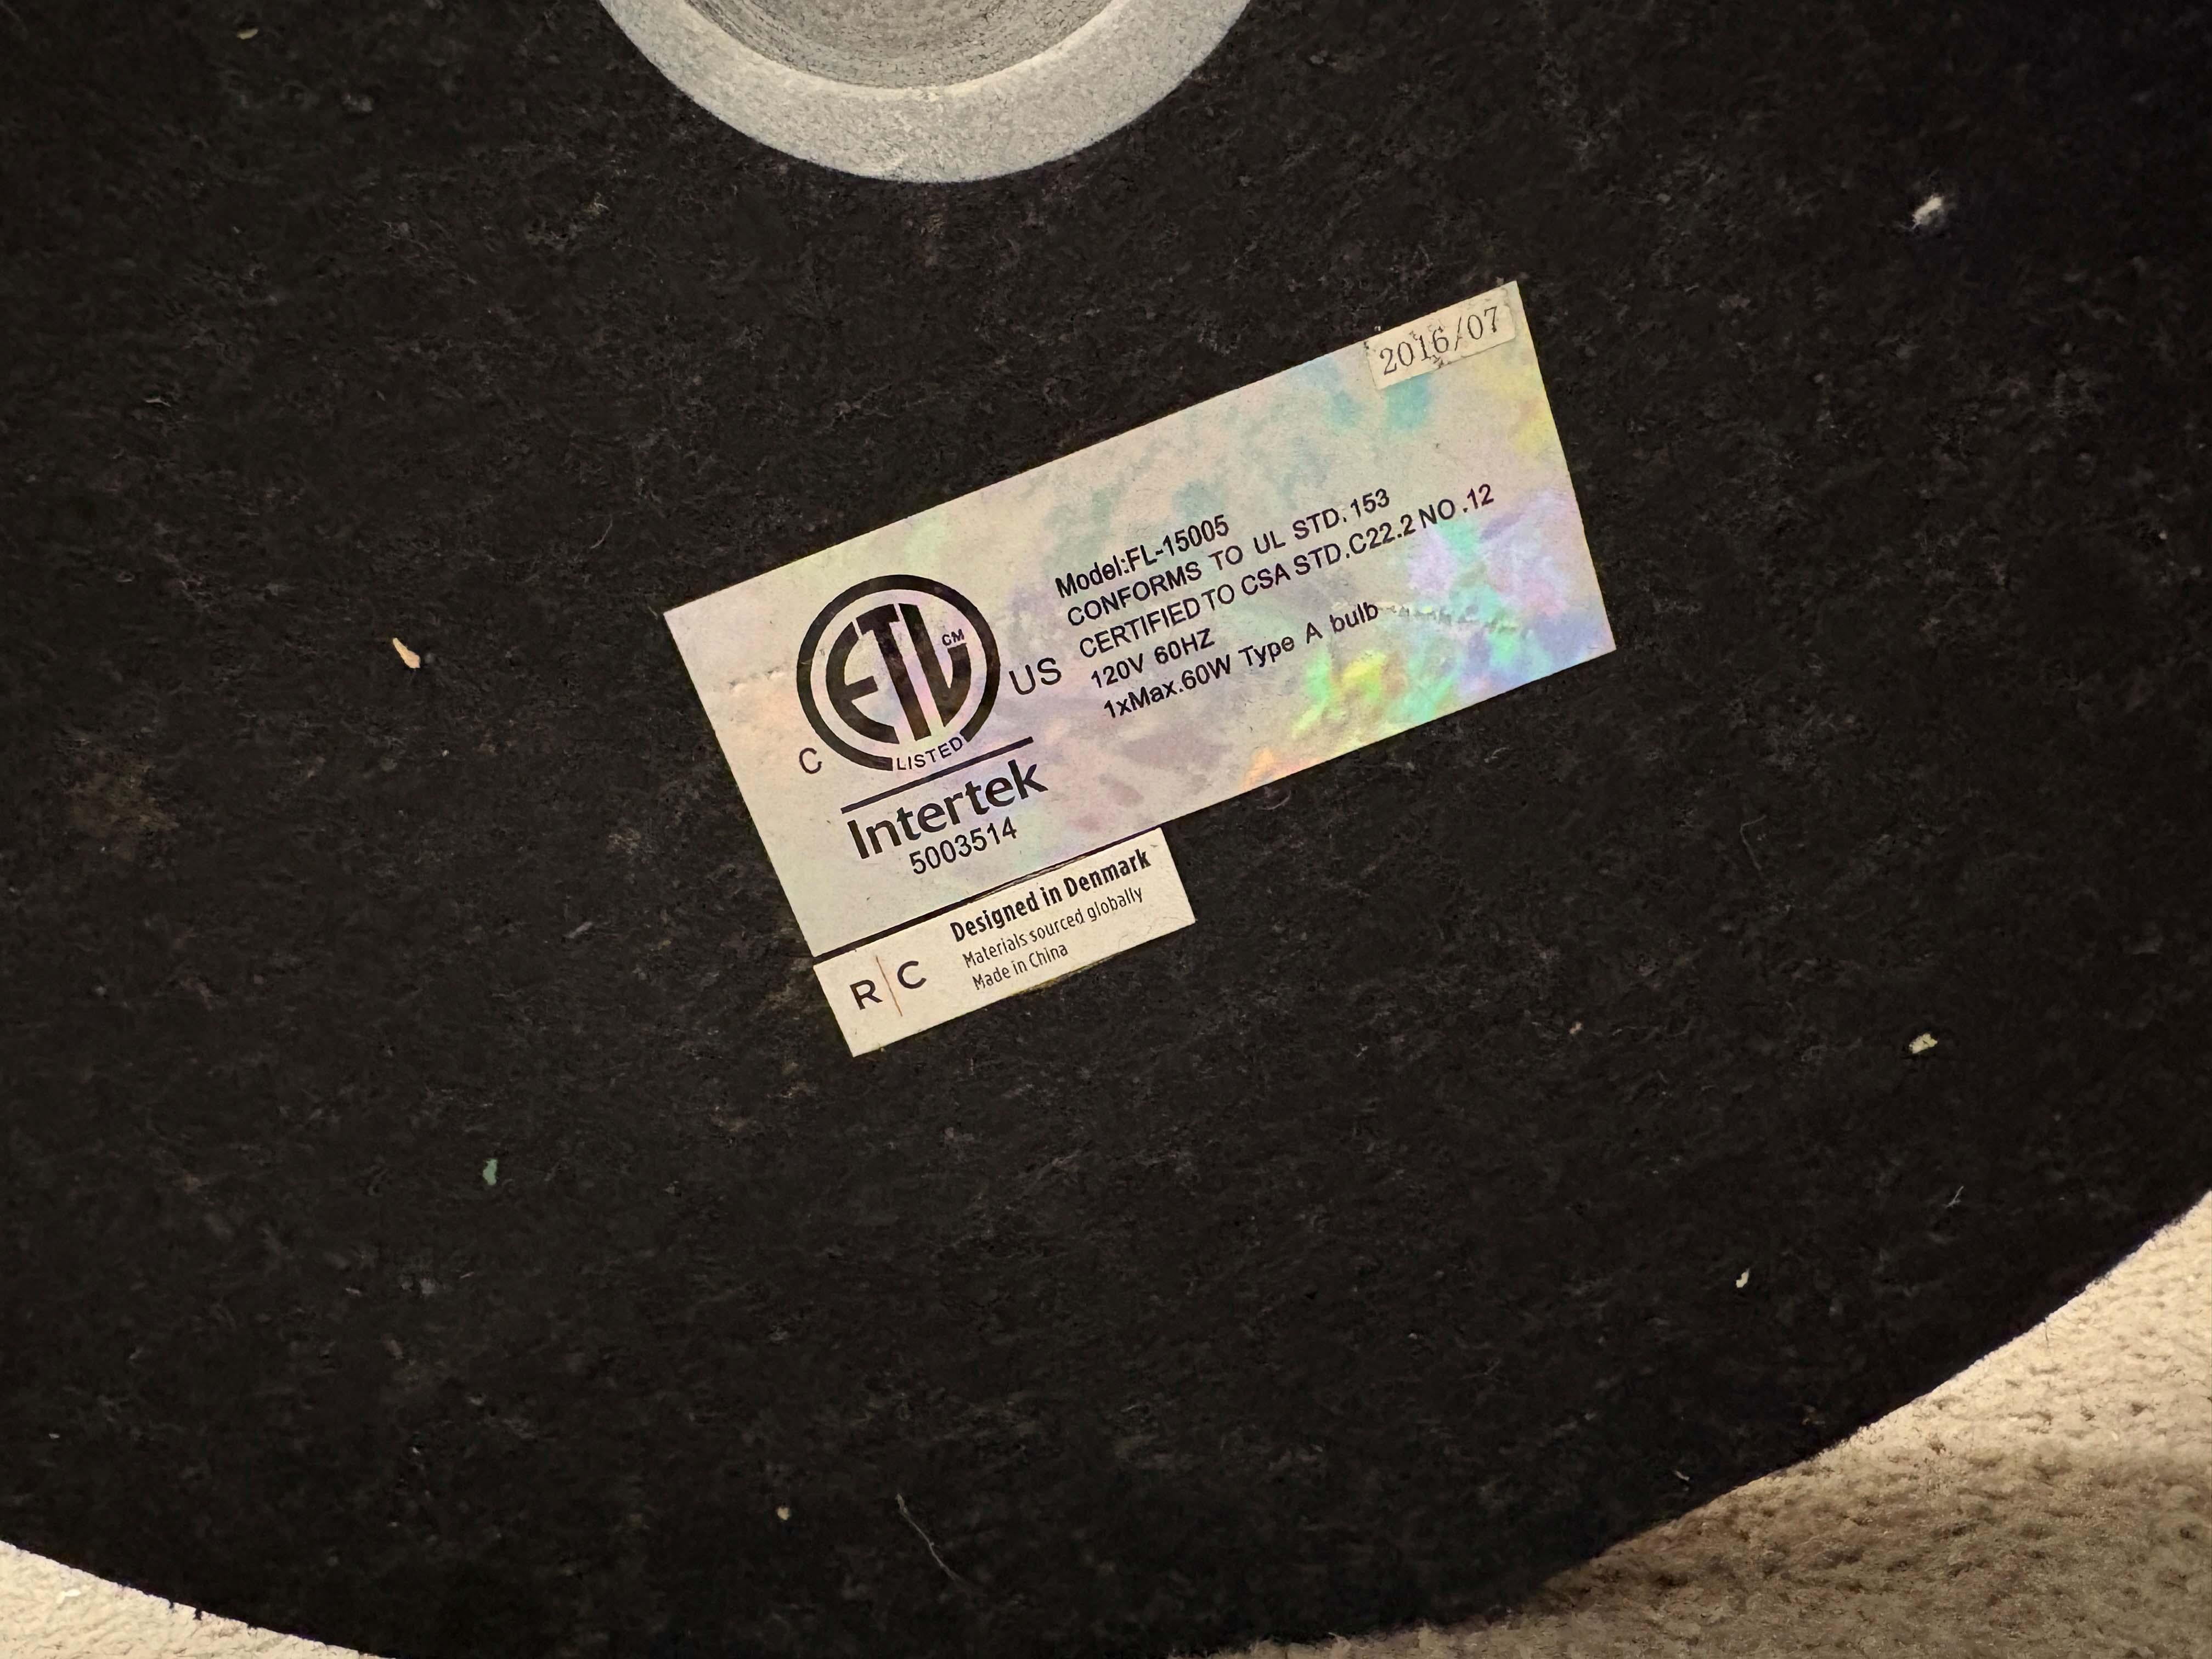 2016/07
Model:FL-15005
CONFORMS TO UL STD.153
CERTIFIED TO CSA STD.C22.2 NO.12
120V 60HZ
1xMax.60W Type A bulb
ETL CM
C US
LISTED
Intertek
5003514
R|C
Designed in Denmark
Materials sourced globally
Made in China